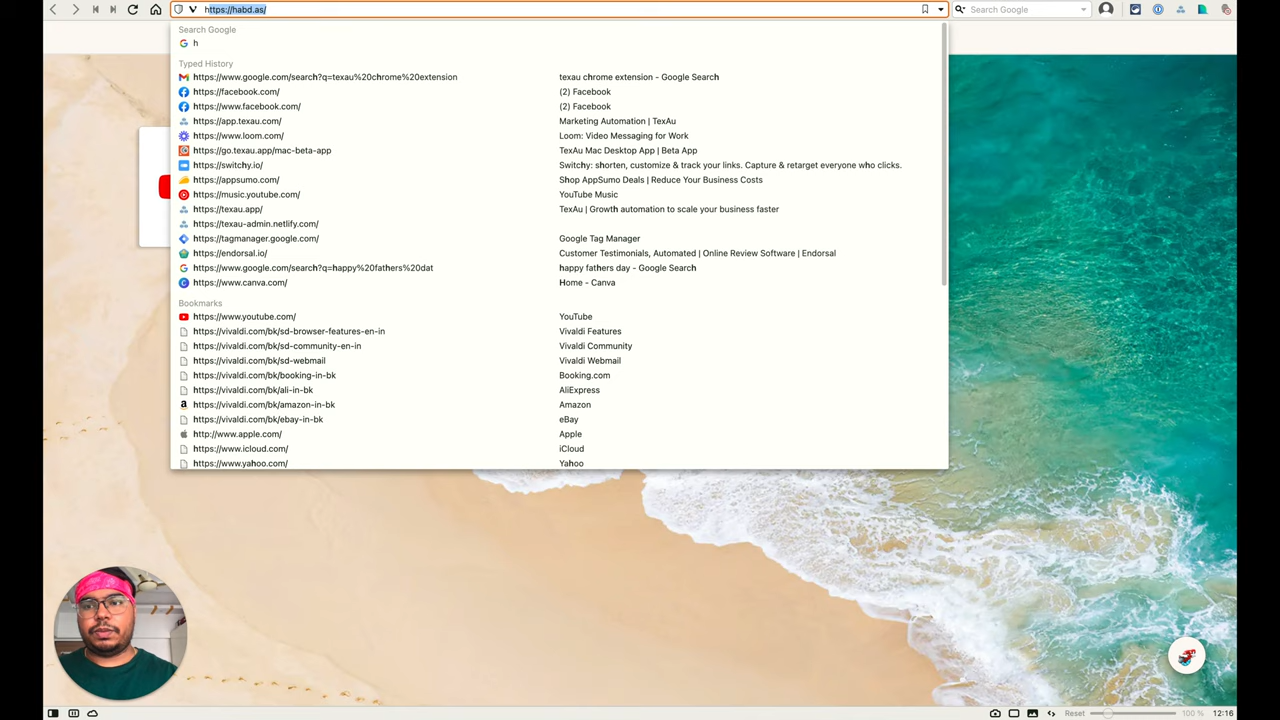 https://habd.as/
Search Google
Search Google
h
Typed History
https://www.google.com/search?q=texau%20chrome%20extension texau chrome extension - Google Search
https://facebook.com/ (2) Facebook
https://www.facebook.com/ (2) Facebook
https://app.texau.com/ Marketing Automation | TexAu
https://www.loom.com/ Loom: Video Messaging for Work
https://go.texau.app/mac-beta-app TexAu Mac Desktop App | Beta App
https://switchy.io/ Switchy: shorten, customize & track your links. Capture & retarget everyone who clicks.
https://appsumo.com/ Shop AppSumo Deals | Reduce Your Business Costs
https://music.youtube.com/ YouTube Music
https://texau.app/ TexAu | Growth automation to scale your business faster
https://texau-admin.netlify.com/
https://tagmanager.google.com/ Google Tag Manager
https://endorsal.io/ Customer Testimonials, Automated | Online Review Software | Endorsal
https://www.google.com/search?q=happy%20fathers%20dat happy fathers day - Google Search
https://www.canva.com/ Home - Canva
Bookmarks
https://www.youtube.com/ YouTube
https://vivaldi.com/bk/sd-browser-features-en-in Vivaldi Features
https://vivaldi.com/bk/sd-community-en-in Vivaldi Community
https://vivaldi.com/bk/sd-webmail Vivaldi Webmail
https://vivaldi.com/bk/booking-in-bk Booking.com
https://vivaldi.com/bk/ali-in-bk AliExpress
https://vivaldi.com/bk/amazon-in-bk Amazon
https://vivaldi.com/bk/ebay-in-bk eBay
http://www.apple.com/ Apple
https://www.icloud.com/ iCloud
https://www.yahoo.com/ Yahoo
Reset 100 % 12:16